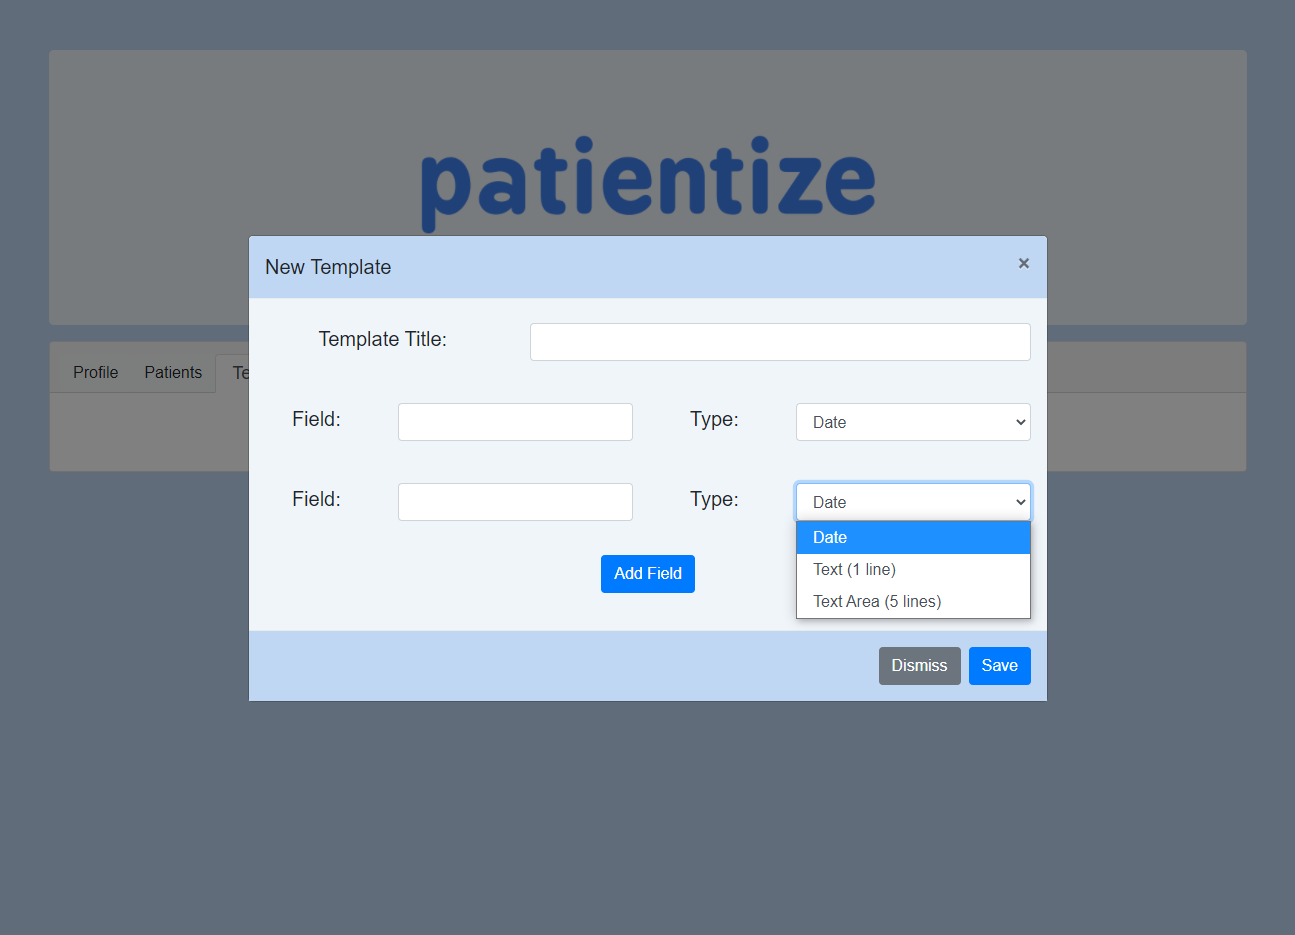 patientize
New Template ×
Template Title:
Profile Patients Te
Field: Type: Date
Field: Type: Date
Date
Text (1 line)
Text Area (5 lines)
Add Field
Dismiss Save